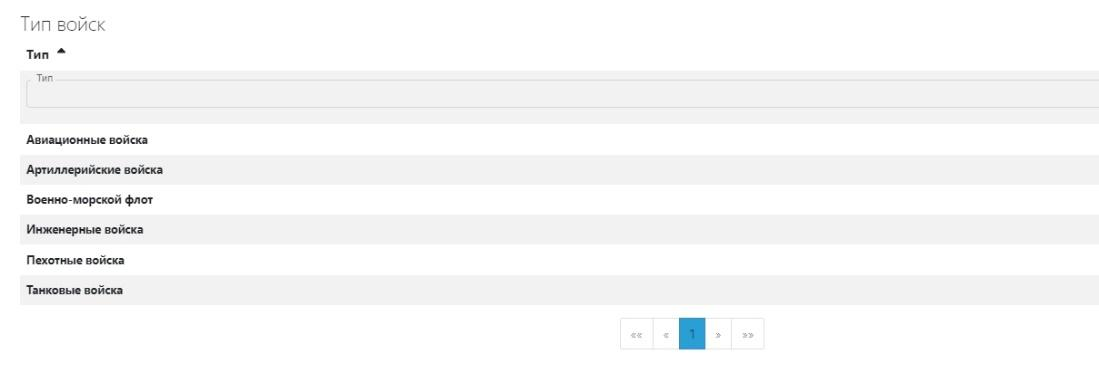 Тип войск
Тип
Тип
Авиационные войска
Артиллерийские войска
Военно-морской флот
Инженерные войска
Пехотные войска
Танковые войска
«« « 1 » »»